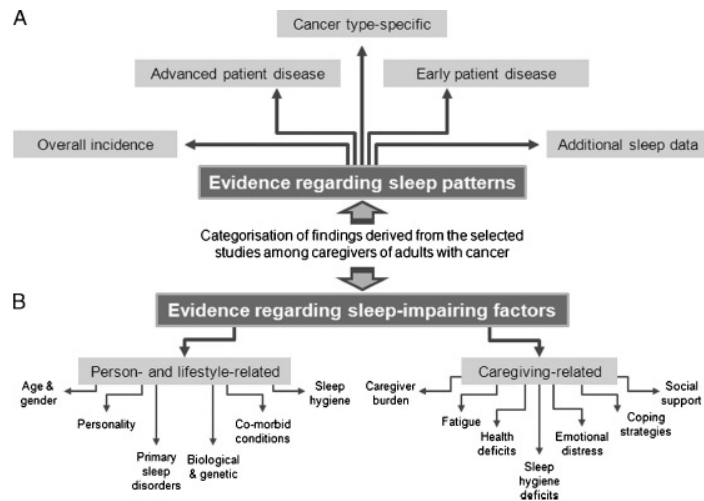 A
Cancer type-specific
Advanced patient disease
Early patient disease
Overall incidence
Additional sleep data
Evidence regarding sleep patterns
Categorisation of findings derived from the selected
studies among caregivers of adults with cancer
B
Evidence regarding sleep-impairing factors
Person- and lifestyle-related
Age &
gender
Personality
Primary
sleep
disorders
Biological
& genetic
Co-morbid
conditions
Sleep
hygiene
Caregiving-related
Caregiver
burden
Fatigue
Health
deficits
Sleep
hygiene
deficits
Emotional
distress
Coping
strategies
Social
support